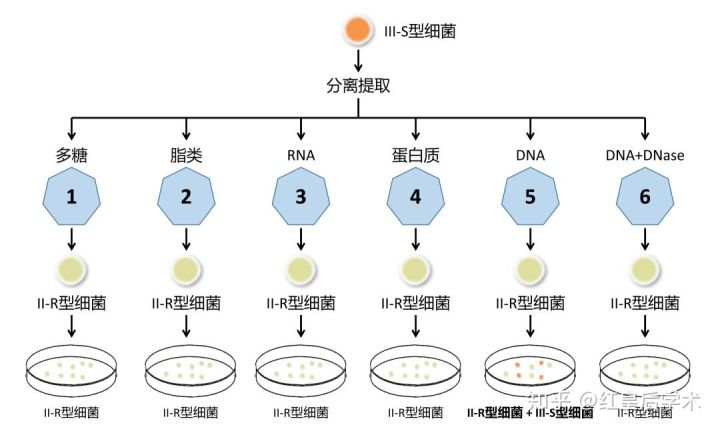 III-S型细菌
分离提取
多糖 脂类 RNA 蛋白质 DNA DNA+DNase
1 2 3 4 5 6
II-R型细菌 II-R型细菌 II-R型细菌 II-R型细菌 II-R型细菌 II-R型细菌
II-R型细菌 II-R型细菌 II-R型细菌 II-R型细菌 II-R型细菌 + III-S型细菌 II-R型细菌
知乎 @红皇后学术